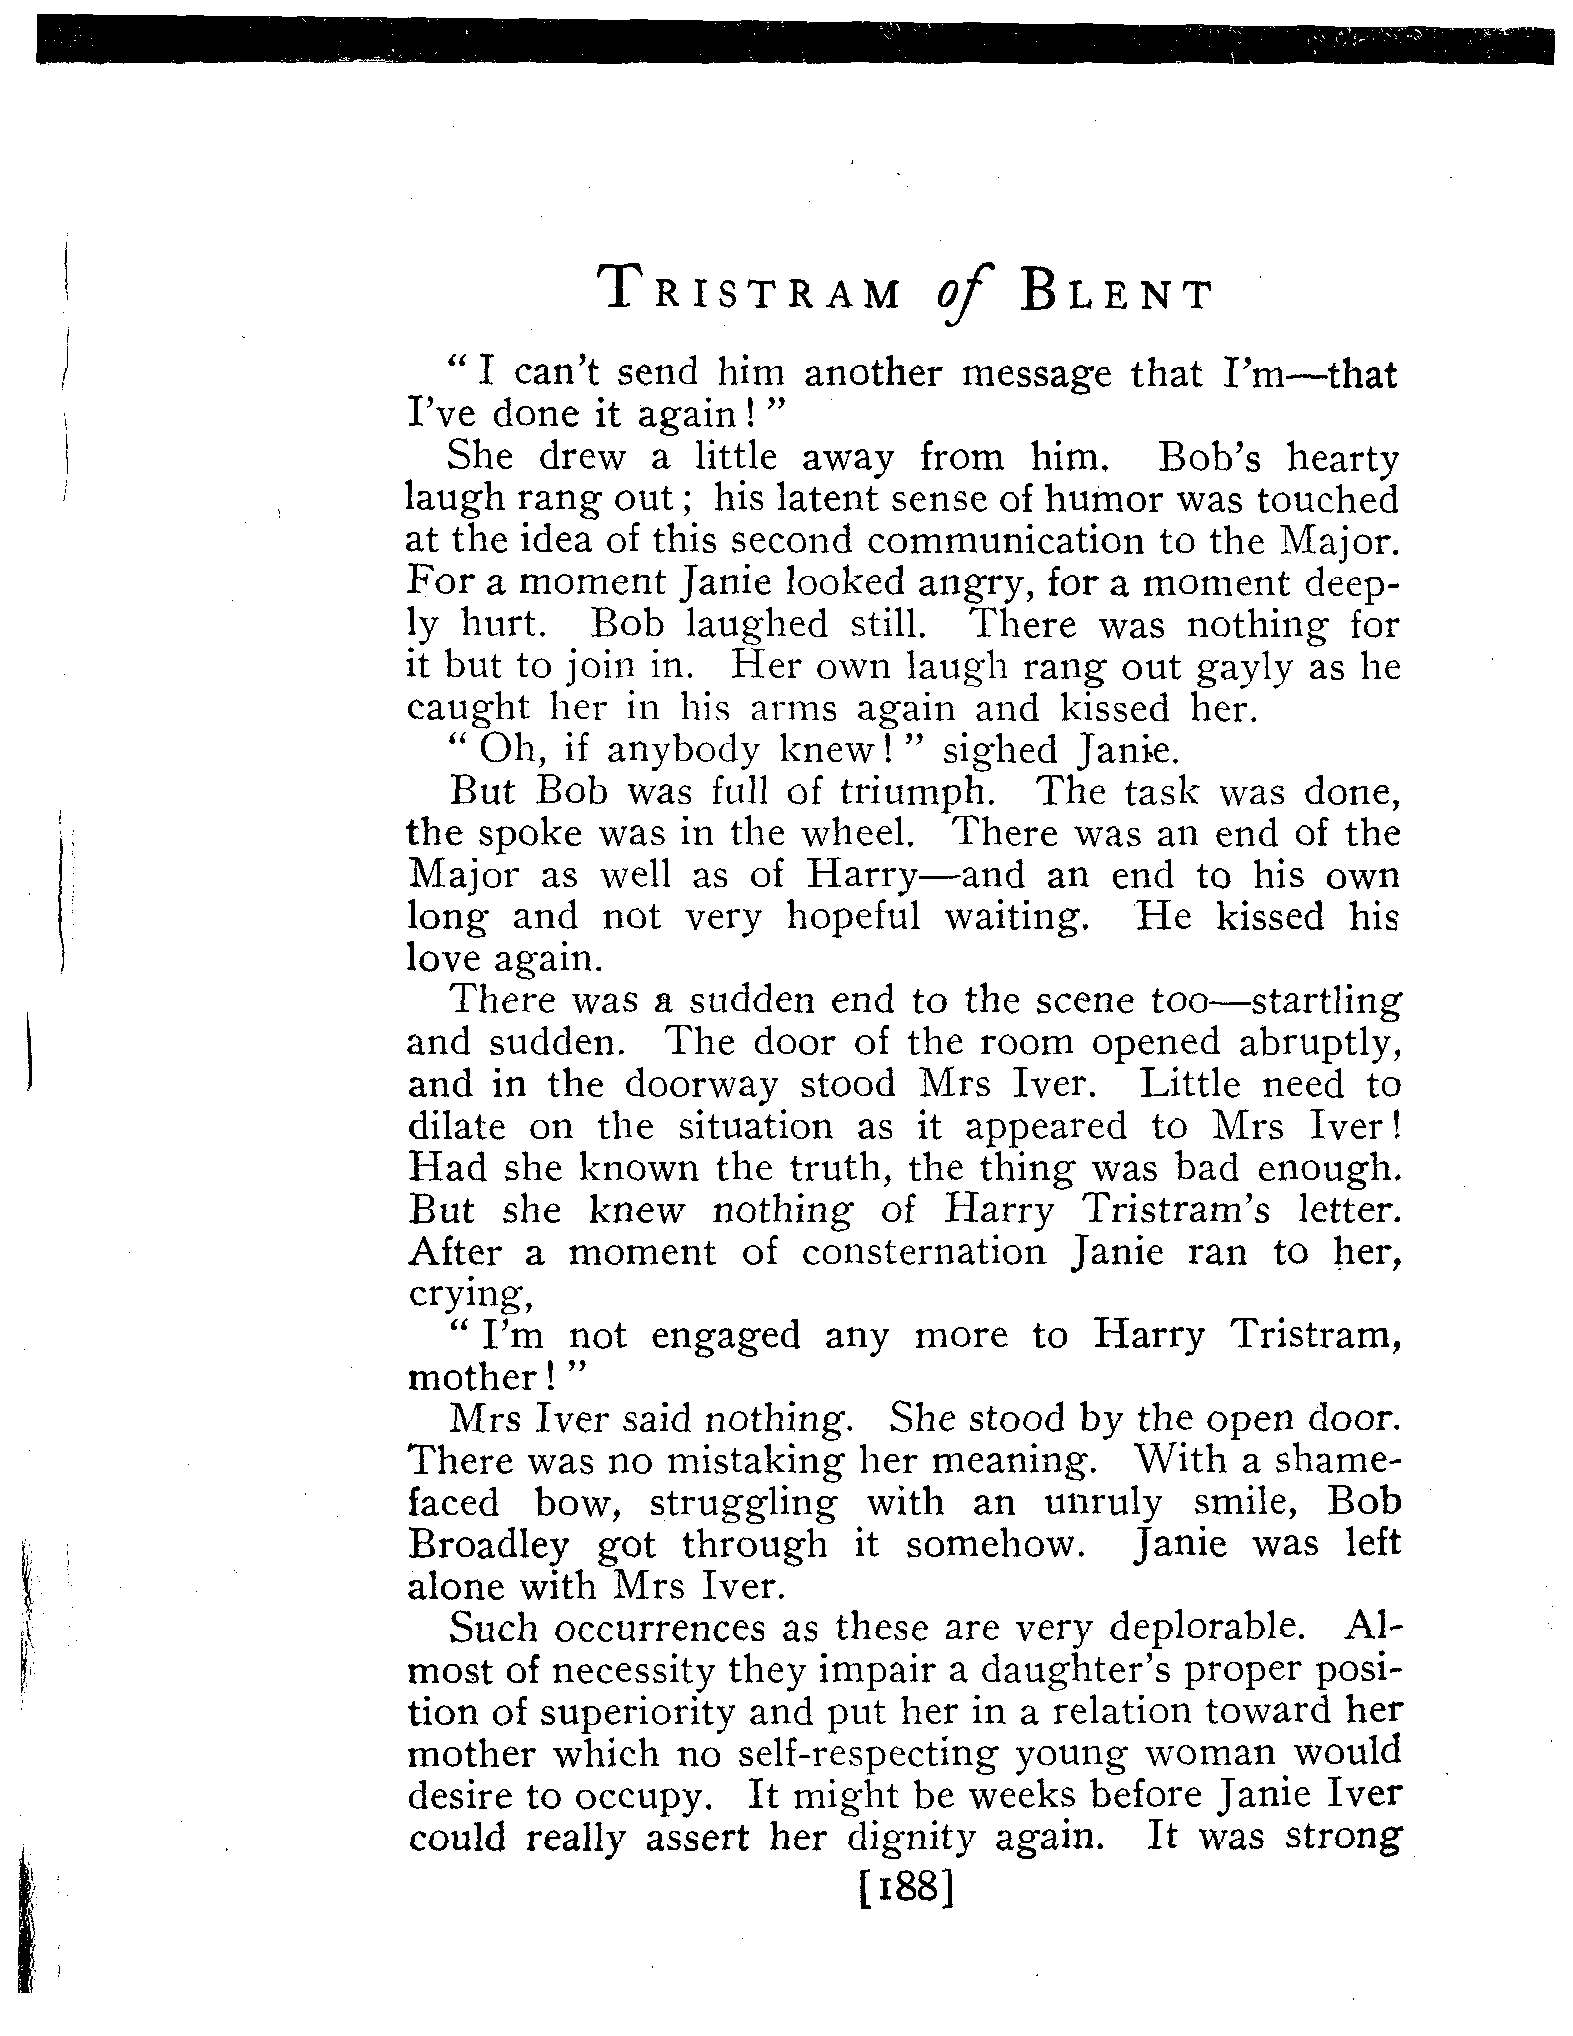 TRISTRAM of BLENT
“ I can't send him another message that I'm—that
I've done it again ! ”
She drew a little away from him. Bob's hearty
laugh rang out ; his latent sense of humor was touched
at the idea of this second communication to the Major.
For a moment Janie looked angry, for a moment deep-
ly hurt. Bob laughed still. There was nothing for
it but to join in. Her own laugh rang out gayly as he
caught her in his arms again and kissed her.
“ Oh, if anybody knew! ” sighed Janie.
But Bob was full of triumph. The task was done,
the spoke was in the wheel. There was an end of the
Major as well as of Harry—and an end to his own
long and not very hopeful waiting. He kissed his
love again.
There was a sudden end to the scene too—startling
and sudden. The door of the room opened abruptly,
and in the doorway stood Mrs Iver. Little need to
dilate on the situation as it appeared to Mrs Iver!
Had she known the truth, the thing was bad enough.
But she knew nothing of Harry Tristram's letter.
After a moment of consternation Janie ran to her,
crying,
“ I'm not engaged any more to Harry Tristram,
mother ! ”
Mrs Iver said nothing. She stood by the open door.
There was no mistaking her meaning. With a shame-
faced bow, struggling with an unruly smile, Bob
Broadley got through it somehow. Janie was left
alone with Mrs Iver.
Such occurrences as these are very deplorable. Al-
most of necessity they impair a daughter's proper posi-
tion of superiority and put her in a relation toward her
mother which no self-respecting young woman would
desire to occupy. It might be weeks before Janie Iver
could really assert her dignity again. It was strong
[188]